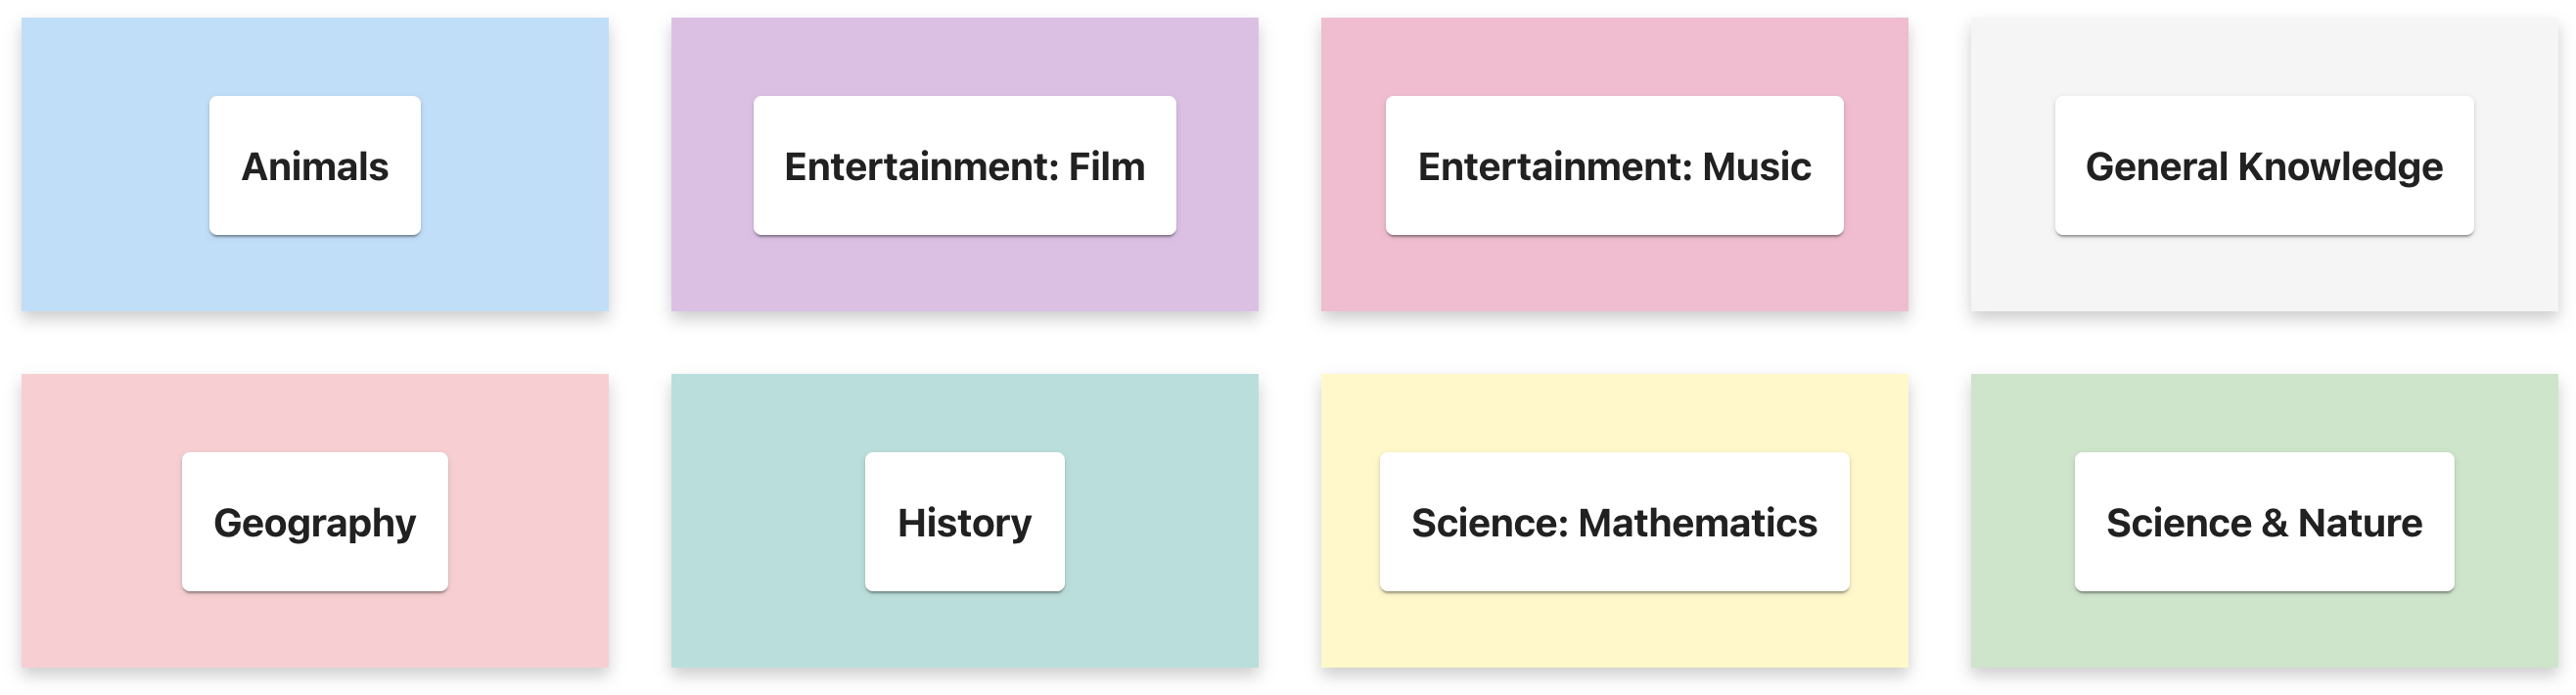 Animals
Entertainment: Film
Entertainment: Music
General Knowledge
Geography
History
Science: Mathematics
Science & Nature